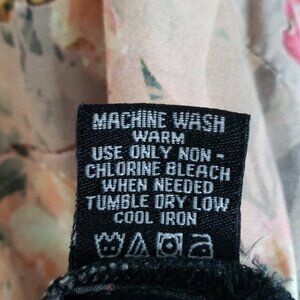 MACHINE WASH
WARM
USE ONLY NON -
CHLORINE BLEACH
WHEN NEEDED
TUMBLE DRY LOW
COOL IRON